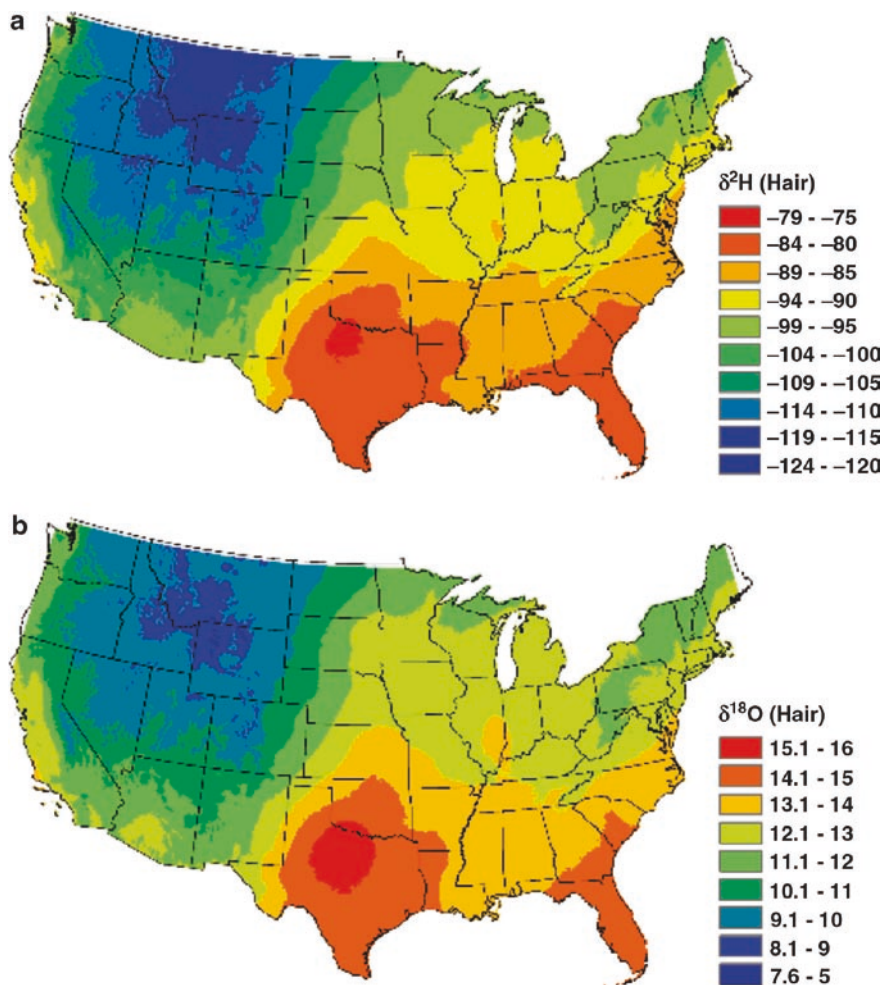 a
δ²H (Hair)
–79 - –75
–84 - –80
–89 - –85
–94 - –90
–99 - –95
–104 - –100
–109 - –105
–114 - –110
–119 - –115
–124 - –120
b
δ¹⁸O (Hair)
15.1 - 16
14.1 - 15
13.1 - 14
12.1 - 13
11.1 - 12
10.1 - 11
9.1 - 10
8.1 - 9
7.6 - 5